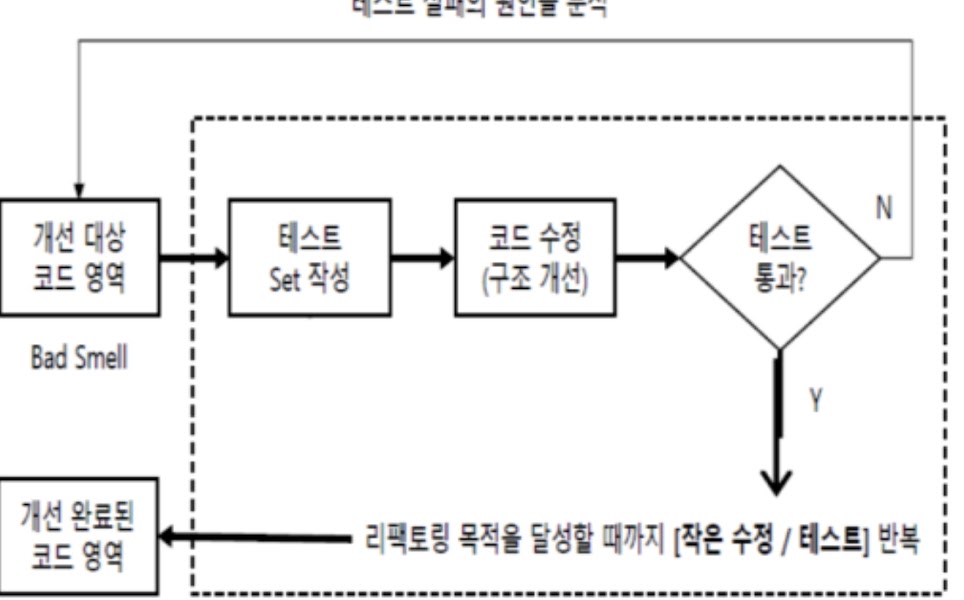 테스트 실패의 원인을 분석
개선 대상
코드 영역
테스트
Set 작성
코드 수정
(구조 개선)
테스트
통과?
N
Bad Smell
Y
개선 완료된
코드 영역
리팩토링 목적을 달성할 때까지 [작은 수정 / 테스트] 반복